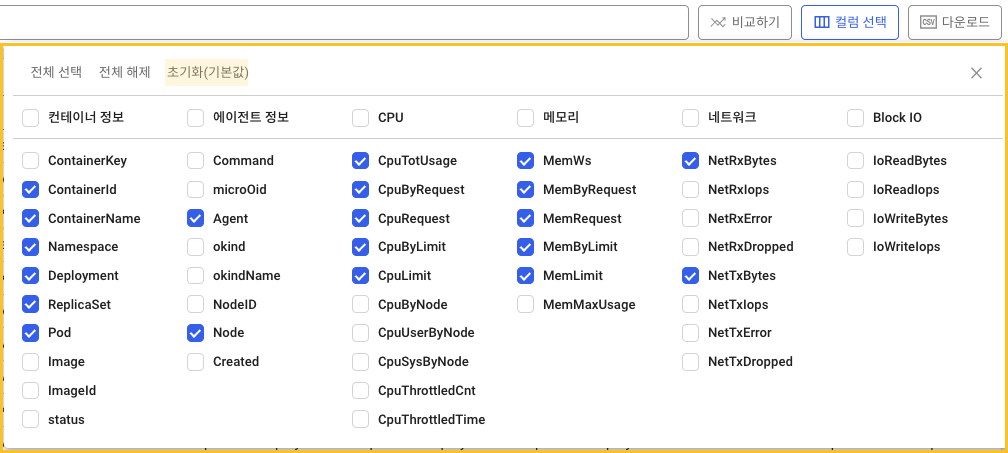 비교하기 컬럼 선택 CSV 다운로드
전체 선택 전체 해제 초기화(기본값)
컨테이너 정보 에이전트 정보 CPU 메모리 네트워크 Block IO
ContainerKey Command CpuTotUsage MemWs NetRxBytes IoReadBytes
ContainerId microOid CpuByRequest MemByRequest NetRxIops IoReadIops
ContainerName Agent CpuRequest MemRequest NetRxError IoWriteBytes
Namespace okind CpuByLimit MemByLimit NetRxDropped IoWriteIops
Deployment okindName CpuLimit MemLimit NetTxBytes
ReplicaSet NodeID CpuByNode MemMaxUsage NetTxIops
Pod Node CpuUserByNode NetTxError
Image Created CpuSysByNode NetTxDropped
ImageId CpuThrottledCnt
status CpuThrottledTime